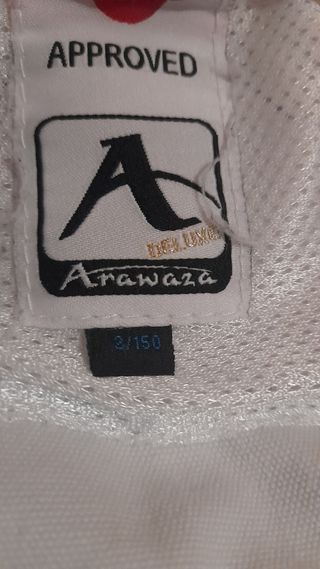 APPROVED
DELUXE
Arawaza
2/150